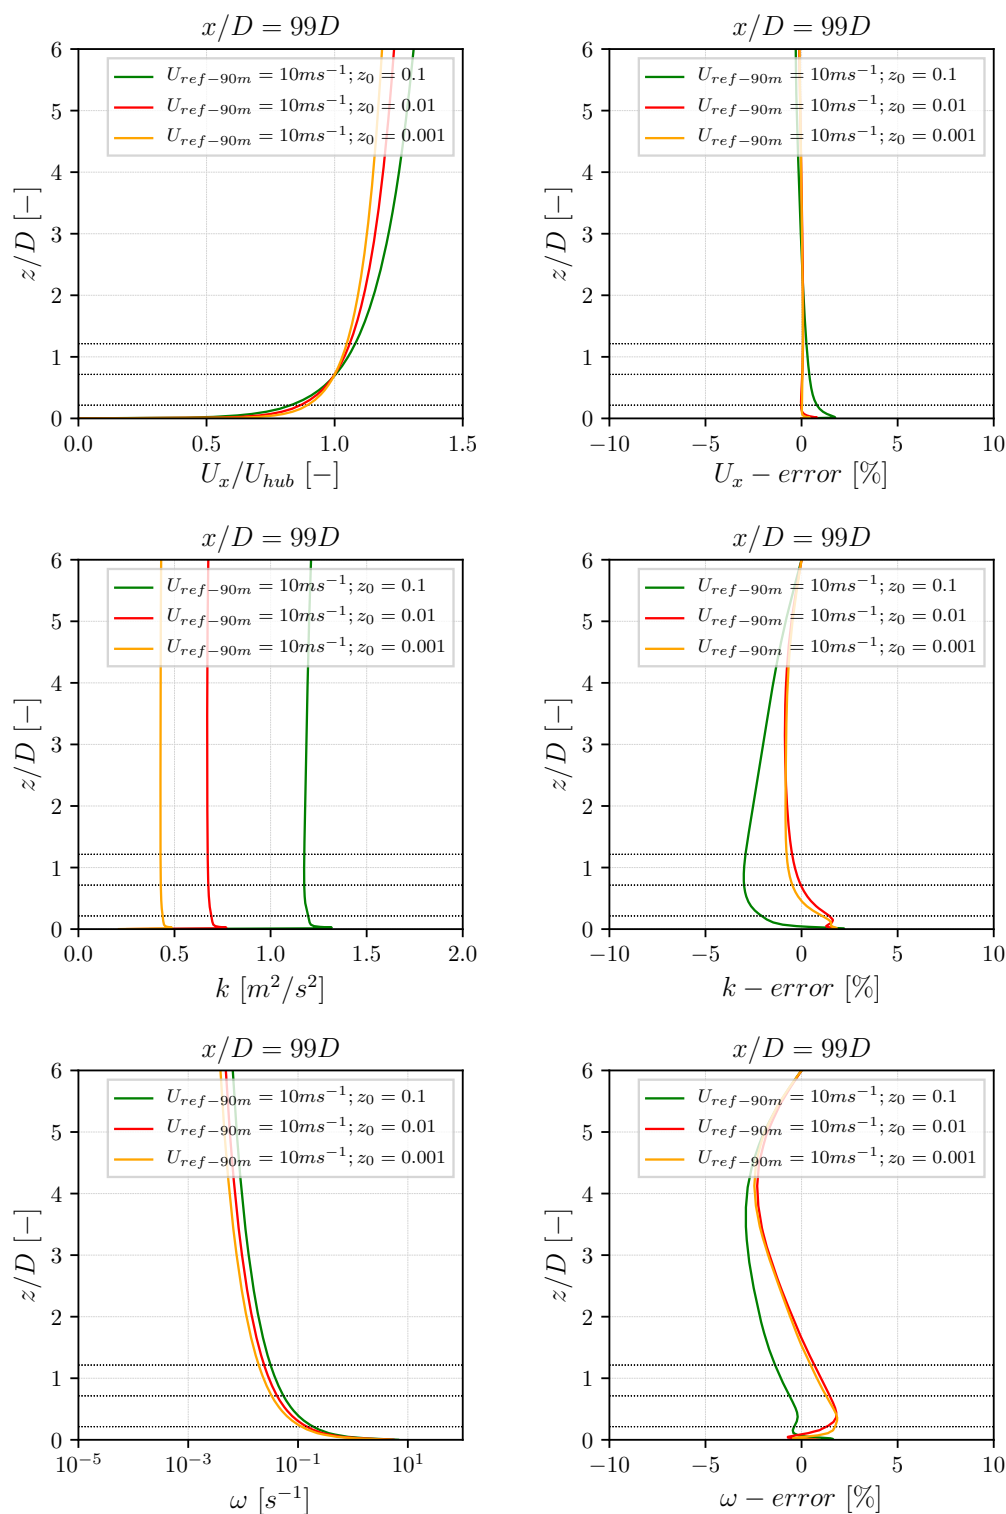 x/D = 99D
6
5
4
3
2
1
0
z/D [−]
U_{ref−90m} = 10ms^{−1}; z_0 = 0.1
U_{ref−90m} = 10ms^{−1}; z_0 = 0.01
U_{ref−90m} = 10ms^{−1}; z_0 = 0.001
0.0 0.5 1.0 1.5
U_x/U_{hub} [−]
x/D = 99D
6
5
4
3
2
1
0
z/D [−]
U_{ref−90m} = 10ms^{−1}; z_0 = 0.1
U_{ref−90m} = 10ms^{−1}; z_0 = 0.01
U_{ref−90m} = 10ms^{−1}; z_0 = 0.001
−10 −5 0 5 10
U_x − error [%]
x/D = 99D
6
5
4
3
2
1
0
z/D [−]
U_{ref−90m} = 10ms^{−1}; z_0 = 0.1
U_{ref−90m} = 10ms^{−1}; z_0 = 0.01
U_{ref−90m} = 10ms^{−1}; z_0 = 0.001
0.0 0.5 1.0 1.5 2.0
k [m^2/s^2]
x/D = 99D
6
5
4
3
2
1
0
z/D [−]
U_{ref−90m} = 10ms^{−1}; z_0 = 0.1
U_{ref−90m} = 10ms^{−1}; z_0 = 0.01
U_{ref−90m} = 10ms^{−1}; z_0 = 0.001
−10 −5 0 5 10
k − error [%]
x/D = 99D
6
5
4
3
2
1
0
z/D [−]
U_{ref−90m} = 10ms^{−1}; z_0 = 0.1
U_{ref−90m} = 10ms^{−1}; z_0 = 0.01
U_{ref−90m} = 10ms^{−1}; z_0 = 0.001
10^{−5} 10^{−3} 10^{−1} 10^1
ω [s^{−1}]
x/D = 99D
6
5
4
3
2
1
0
z/D [−]
U_{ref−90m} = 10ms^{−1}; z_0 = 0.1
U_{ref−90m} = 10ms^{−1}; z_0 = 0.01
U_{ref−90m} = 10ms^{−1}; z_0 = 0.001
−10 −5 0 5 10
ω − error [%]